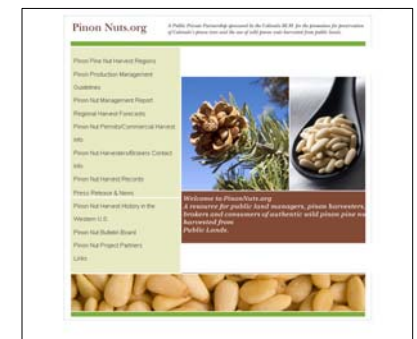 Pinon Nuts.org
A Public Private Partnership sponsored by the Colorado BLM for the promotion for preservation
of Colorado's pinon trees and the use of wild pinon nuts harvested from public lands.
Pinon Pine Nut Harvest Regions
Pinon Production Management
Guidelines
Pinon Nut Management Report
Regional Harvest Forecasts
Pinon Nut Permits/Commercial Harvest
Info
Pinon Nut Harvesters/Brokers Contact
Info
Pinon Nut Harvest Records
Press Release & News
Pinon Nut Harvest History in the
Western U.S.
Pinon Nut Bulletin Board
Pinon Nut Project Partners
Links
Welcome to PinonNuts.org
A resource for public land managers, pinon harvesters,
brokers and consumers of authentic wild pinon pine nu
harvested from
Public Lands.